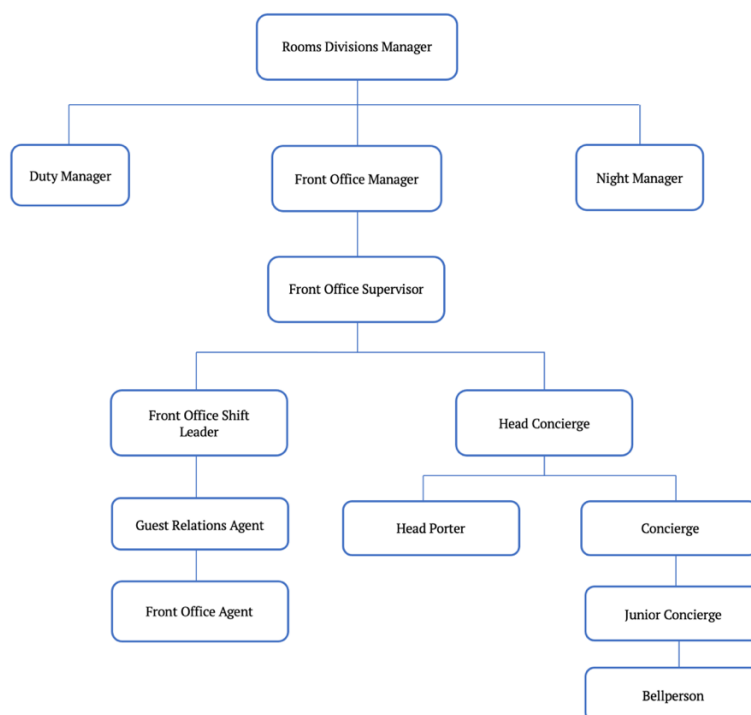 Rooms Divisions Manager
Duty Manager
Front Office Manager
Night Manager
Front Office Supervisor
Front Office Shift
Leader
Head Concierge
Guest Relations Agent
Head Porter
Concierge
Front Office Agent
Junior Concierge
Bellperson